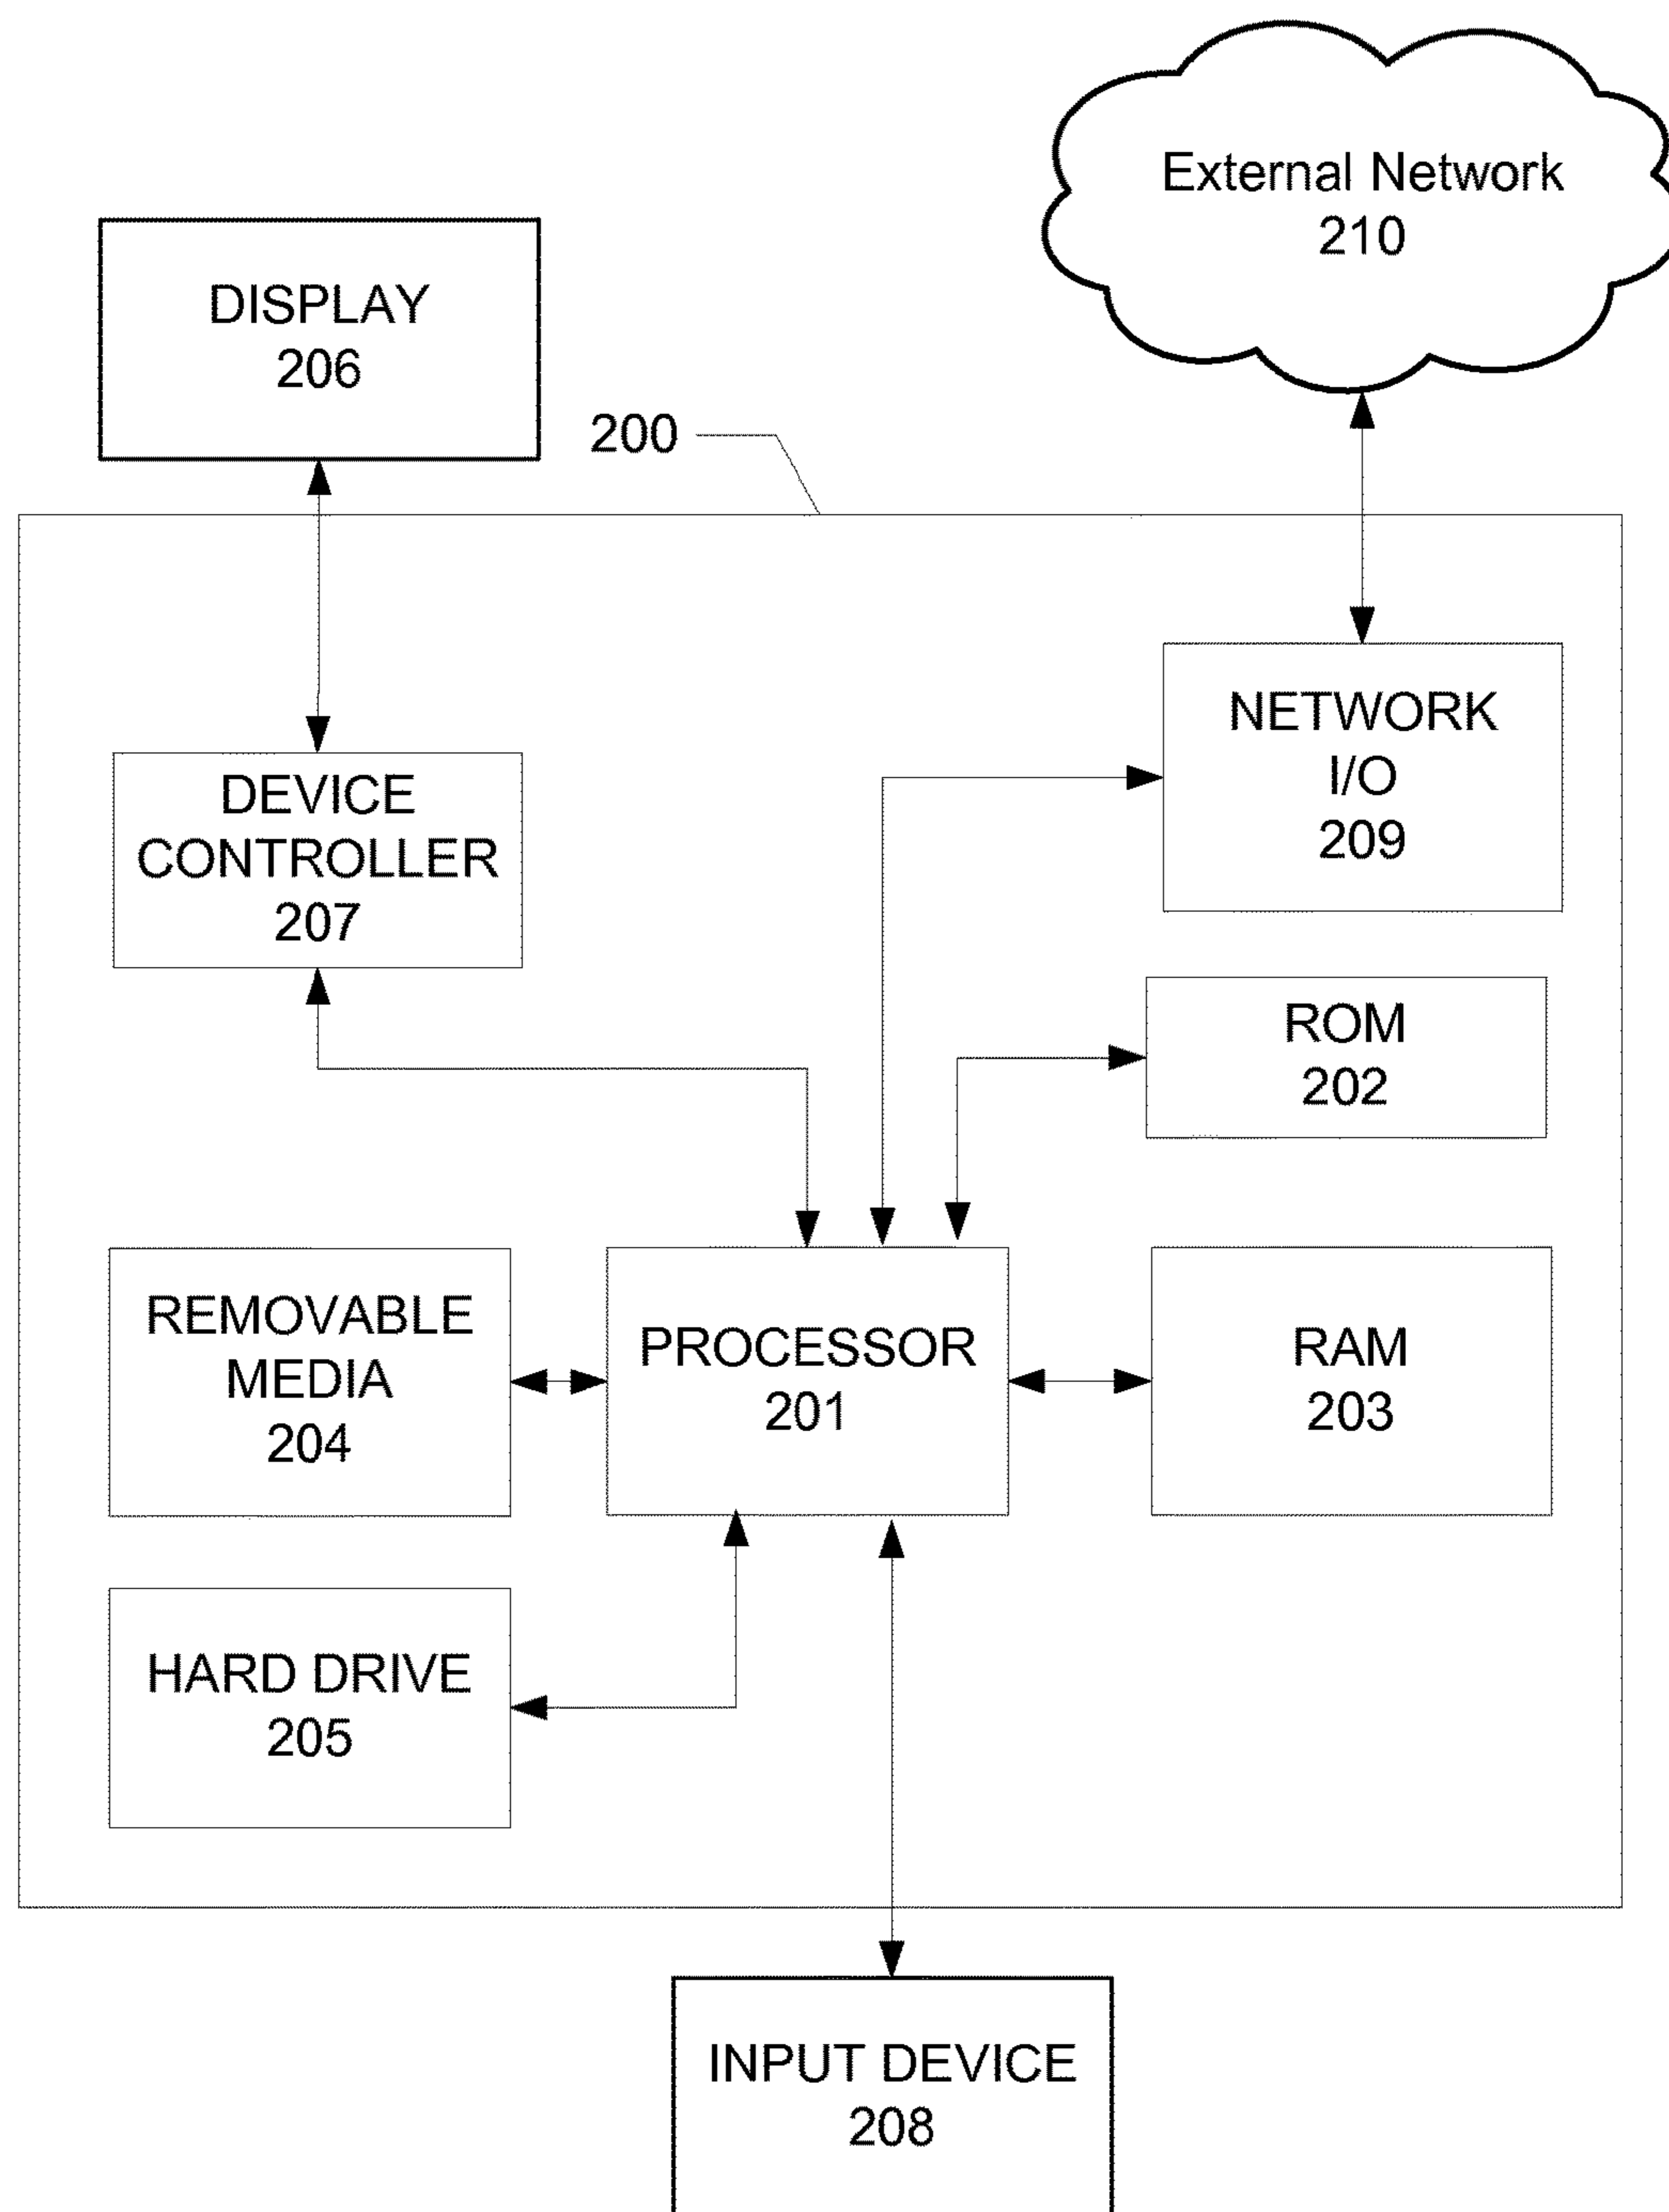 External Network
210
DISPLAY
206
200
NETWORK
I/O
209
DEVICE
CONTROLLER
207
ROM
202
REMOVABLE
MEDIA
204
PROCESSOR
201
RAM
203
HARD DRIVE
205
INPUT DEVICE
208